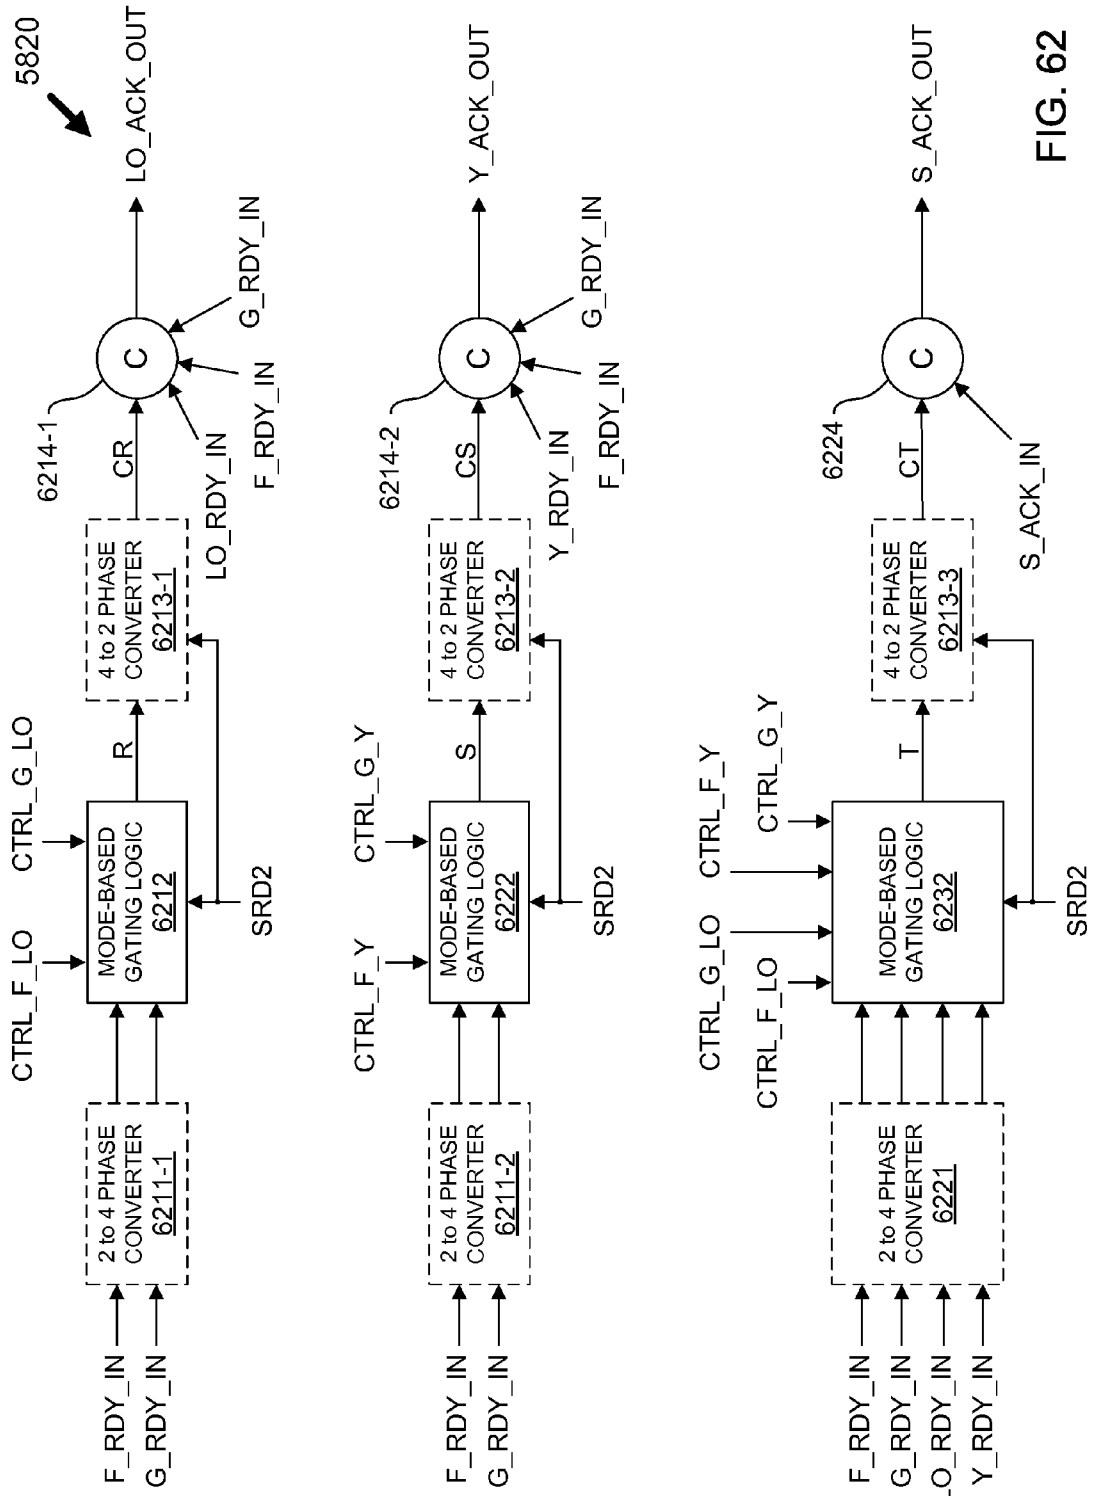 5820
F_RDY_IN
G_RDY_IN
2 to 4 PHASE
CONVERTER
6211-1
CTRL_F_LO
CTRL_G_LO
MODE-BASED
GATING LOGIC
6212
SRD2
R
4 to 2 PHASE
CONVERTER
6213-1
CR
6214-1
C
LO_RDY_IN
F_RDY_IN
G_RDY_IN
LO_ACK_OUT
F_RDY_IN
G_RDY_IN
2 to 4 PHASE
CONVERTER
6211-2
CTRL_F_Y
CTRL_G_Y
MODE-BASED
GATING LOGIC
6222
SRD2
S
4 to 2 PHASE
CONVERTER
6213-2
CS
6214-2
C
Y_RDY_IN
F_RDY_IN
G_RDY_IN
Y_ACK_OUT
F_RDY_IN
G_RDY_IN
LO_RDY_IN
Y_RDY_IN
2 to 4 PHASE
CONVERTER
6221
CTRL_G_LO
CTRL_F_LO
CTRL_F_Y
CTRL_G_Y
MODE-BASED
GATING LOGIC
6232
SRD2
T
4 to 2 PHASE
CONVERTER
6213-3
CT
6224
C
S_ACK_IN
S_ACK_OUT
FIG. 62